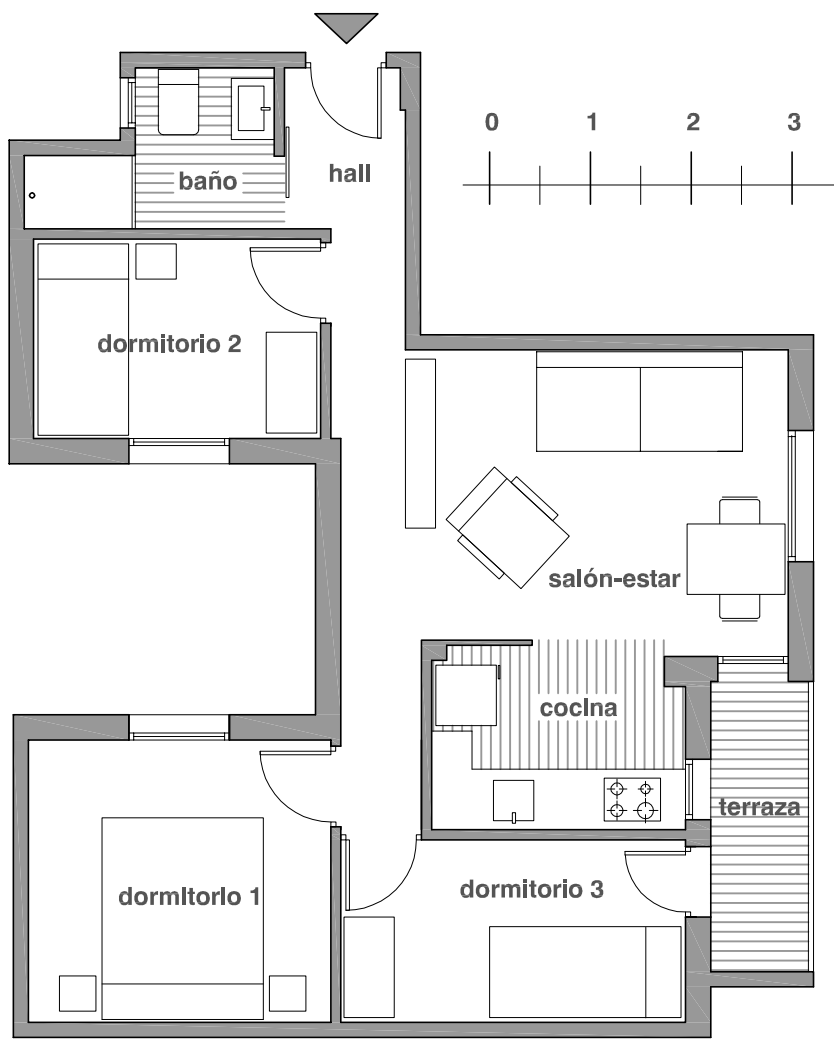 0 1 2 3
hall
baño
dormitorio 2
salón-estar
cocina
terraza
dormitorio 1
dormitorio 3